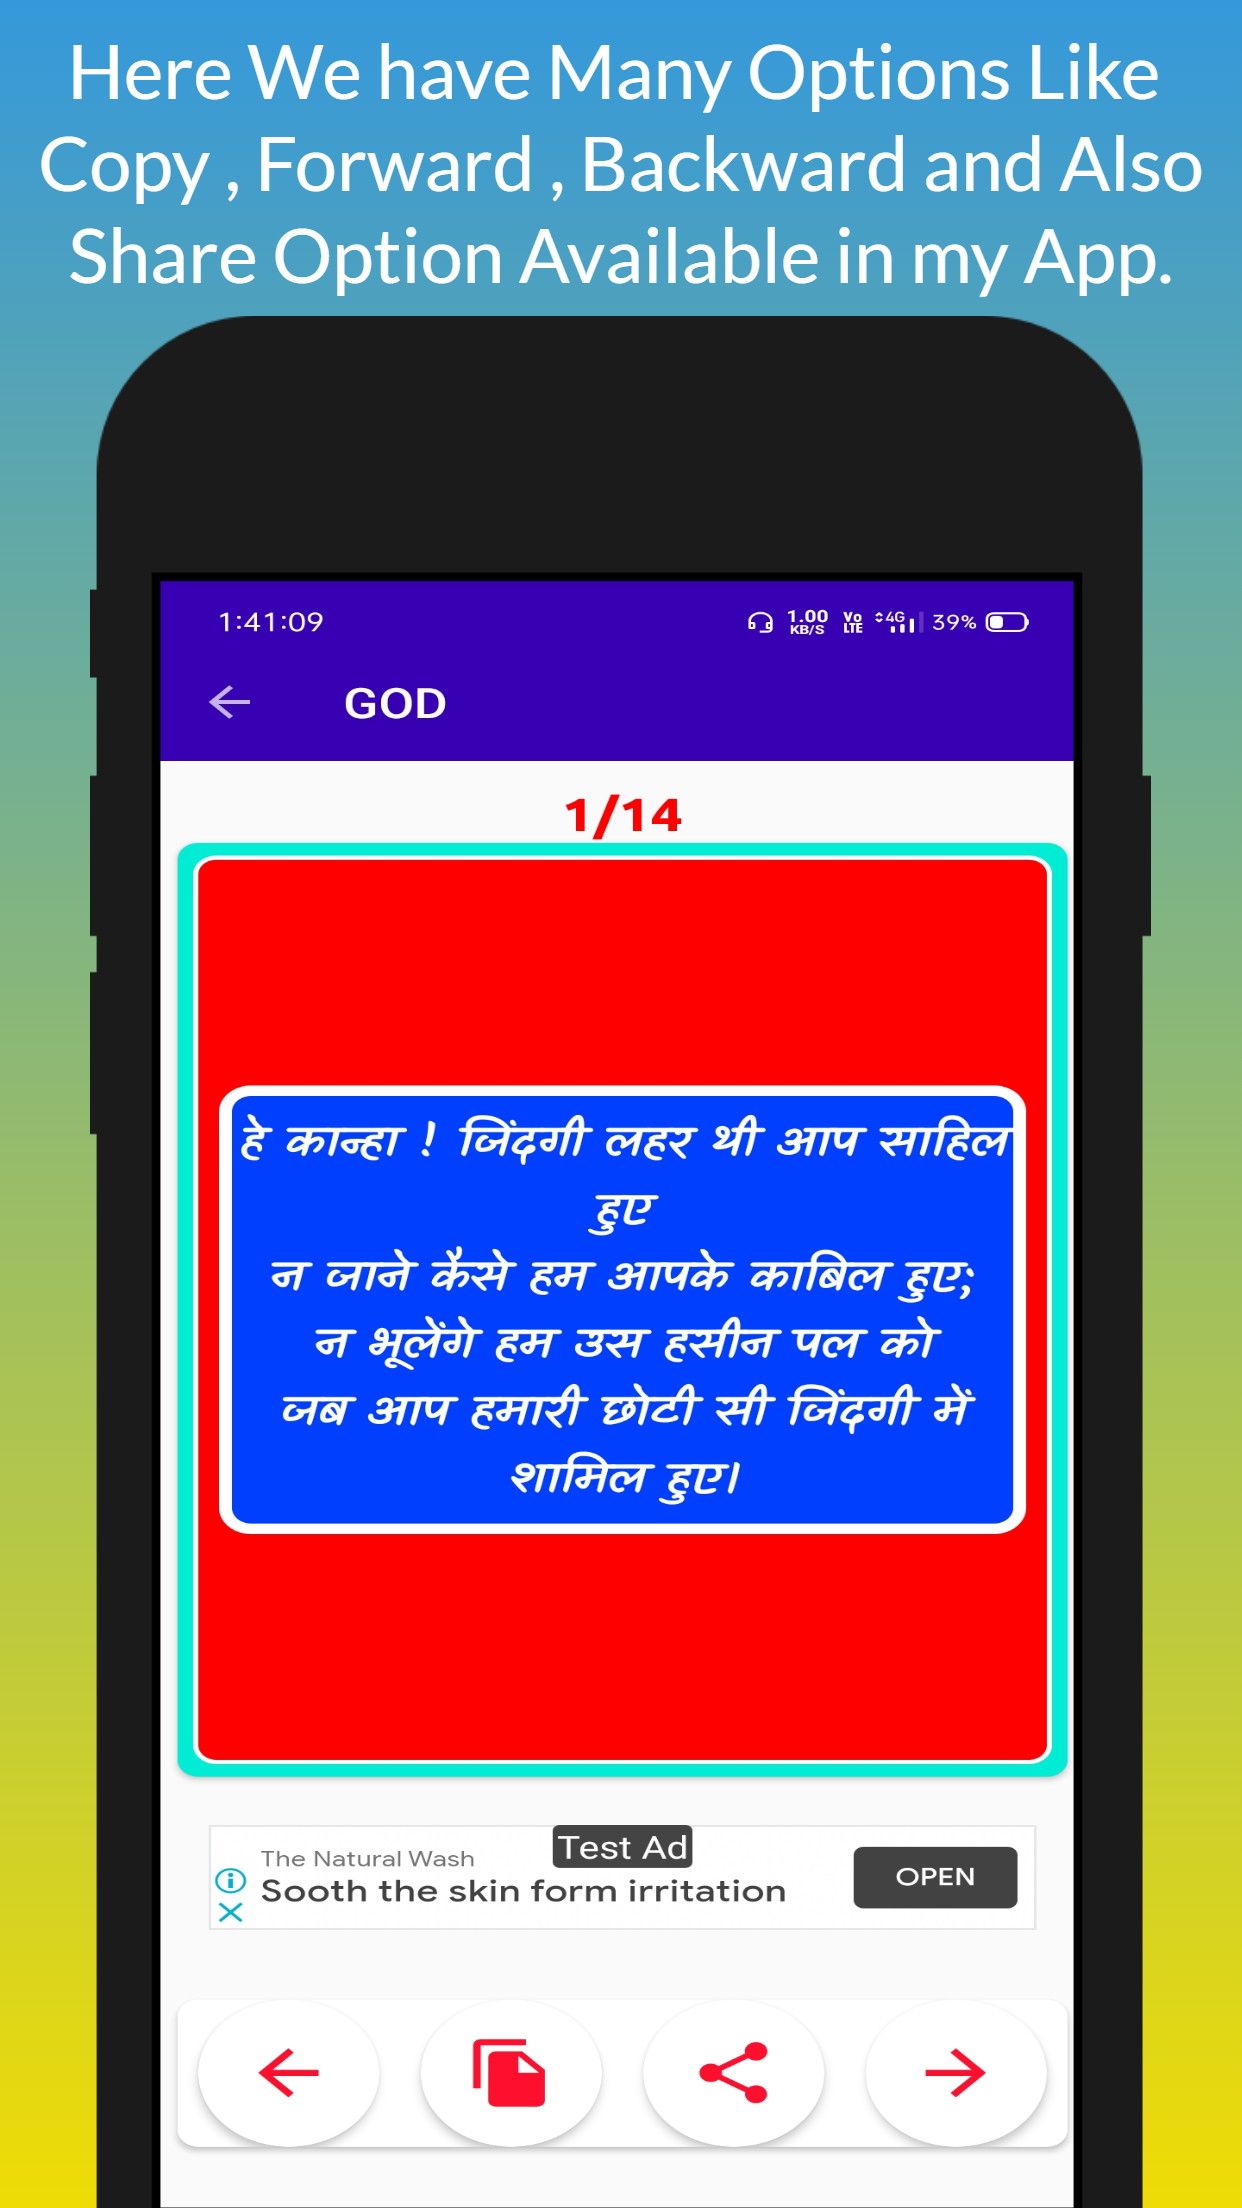 Here We have Many Options Like
Copy , Forward , Backward and Also
Share Option Available in my App.
1:41:09
1.00 KB/S Vo LTE 4G 39%
GOD
1/14
हे कान्हा ! जिंदगी लहर थी आप साहिल
हुए
न जाने कैसे हम आपके काबिल हुए;
न भूलेंगे हम उस हसीन पल को
जब आप हमारी छोटी सी जिंदगी में
शामिल हुए।
Test Ad
The Natural Wash
Sooth the skin form irritation
OPEN